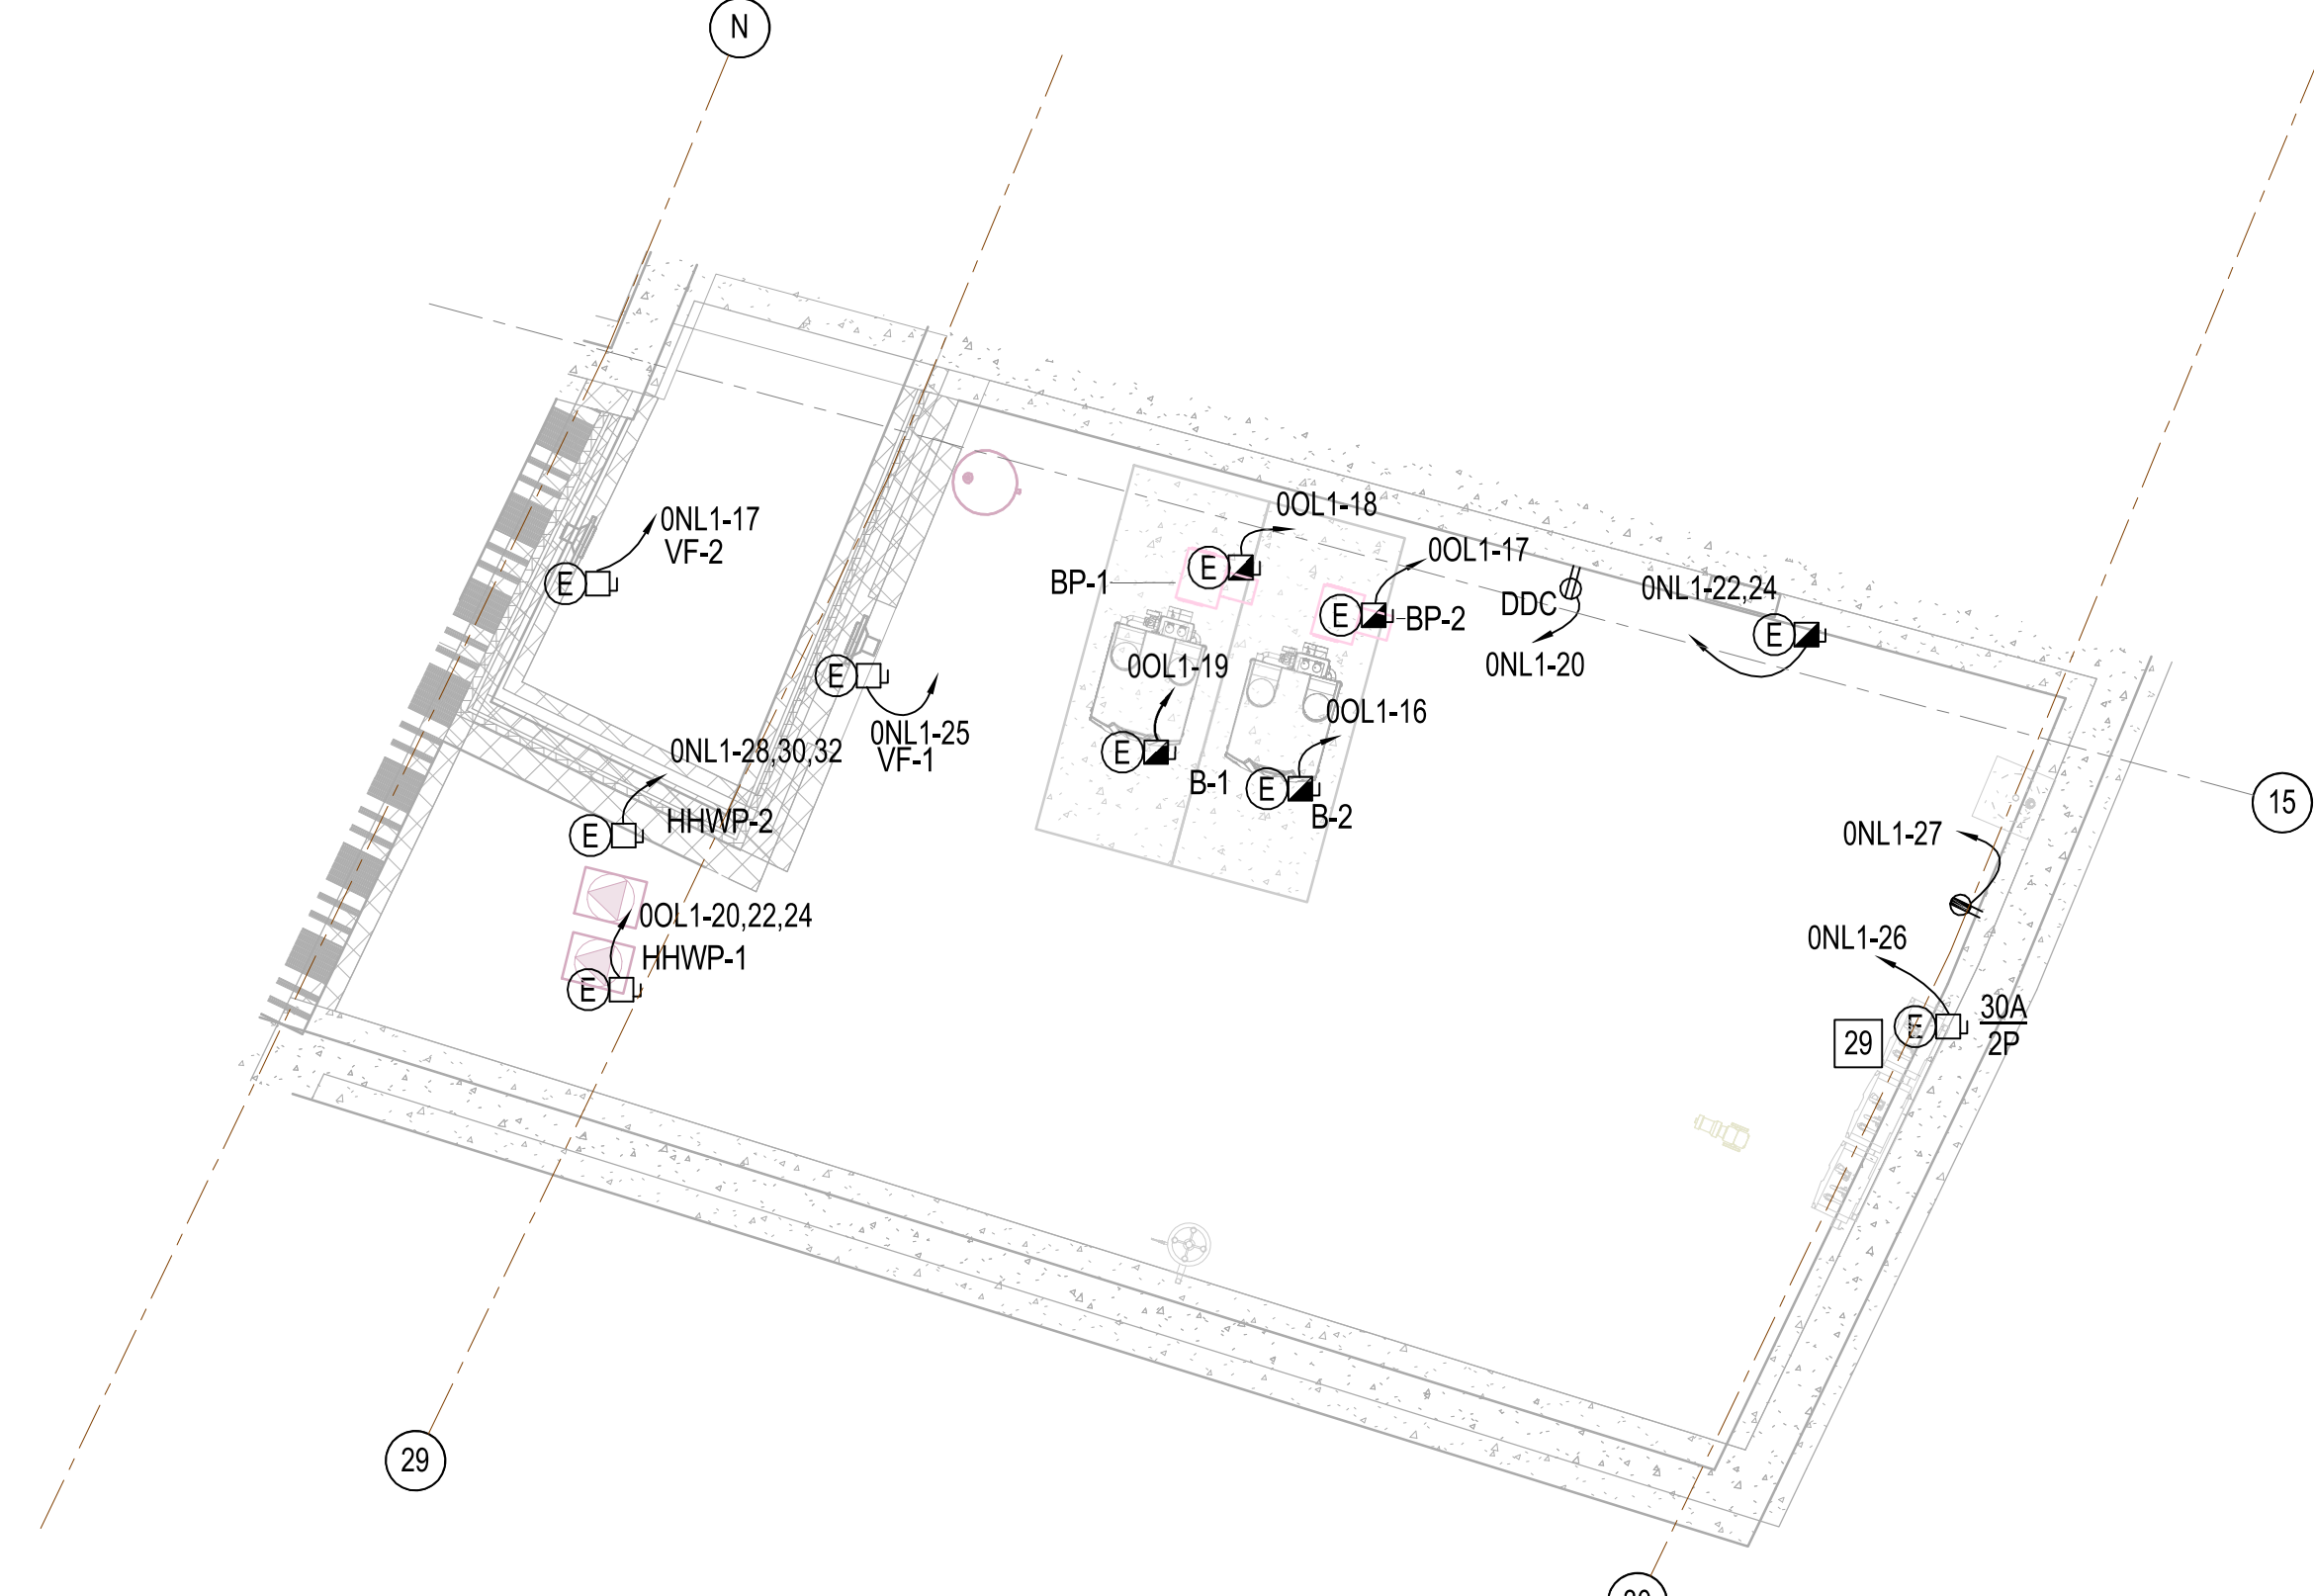 N
0OL1-18
0NL1-17
VF-2
0OL1-17
BP-1
E
E
0NL1-22,24
E
DDC
BP-2
E
E
0OL1-19
0NL1-20
E
0OL1-16
0NL1-25
VF-1
0NL1-28,30,32
E
B-1
E
B-2
15
HHWP-2
E
0NL1-27
0OL1-20,22,24
HHWP-1
E
0NL1-26
30A
2P
29
E
29